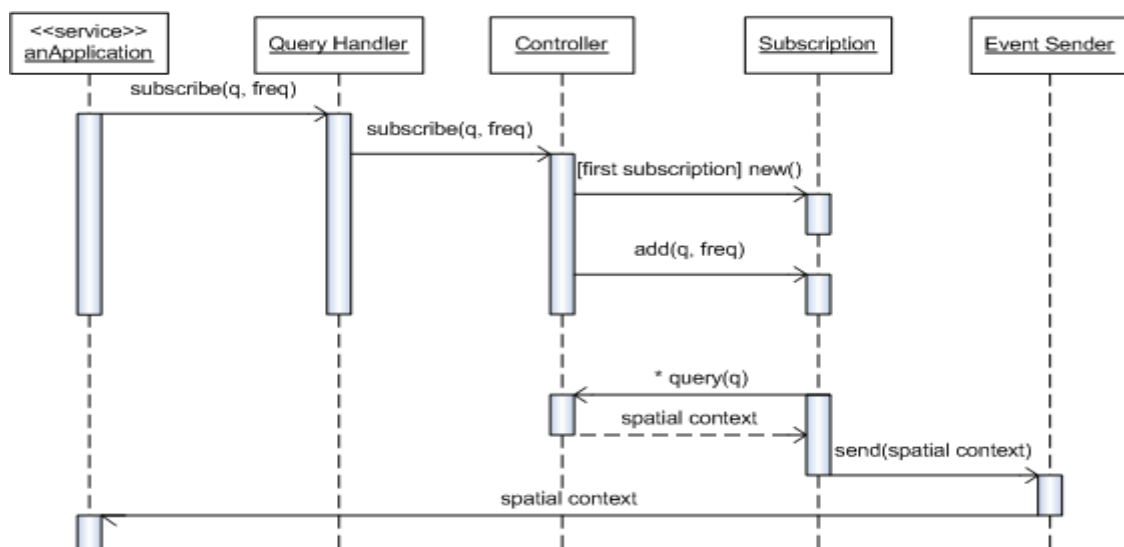 <<service>>
anApplication
Query Handler
Controller
Subscription
Event Sender
subscribe(q, freq)
subscribe(q, freq)
[first subscription] new()
add(q, freq)
* query(q)
spatial context
send(spatial context)
spatial context